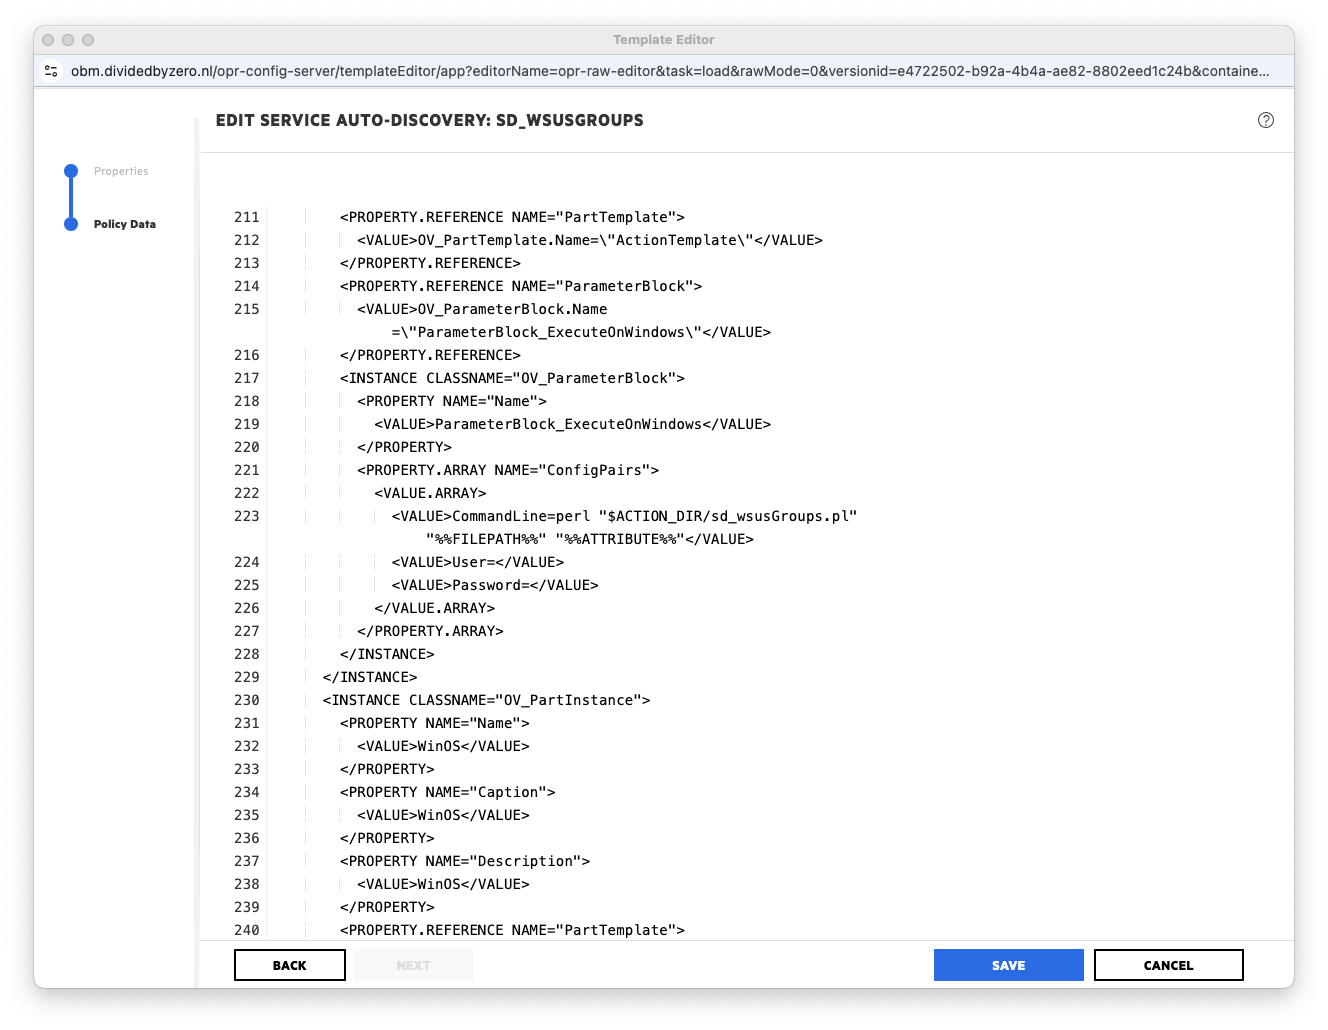 Template Editor
obm.dividedbyzero.nl/opr-config-server/templateEditor/app?editorName=opr-raw-editor&task=load&rawMode=0&versionid=e4722502-b92a-4b4a-ae82-8802eed1c24b&containe...
EDIT SERVICE AUTO-DISCOVERY: SD_WSUSGROUPS
Properties
Policy Data
211 <PROPERTY.REFERENCE NAME="PartTemplate">
212 <VALUE>OV_PartTemplate.Name=\"ActionTemplate\"</VALUE>
213 </PROPERTY.REFERENCE>
214 <PROPERTY.REFERENCE NAME="ParameterBlock">
215 <VALUE>OV_ParameterBlock.Name
=\"ParameterBlock_ExecuteOnWindows\"</VALUE>
216 </PROPERTY.REFERENCE>
217 <INSTANCE CLASSNAME="OV_ParameterBlock">
218 <PROPERTY NAME="Name">
219 <VALUE>ParameterBlock_ExecuteOnWindows</VALUE>
220 </PROPERTY>
221 <PROPERTY.ARRAY NAME="ConfigPairs">
222 <VALUE.ARRAY>
223 <VALUE>CommandLine=perl "$ACTION_DIR/sd_wsusGroups.pl"
"%%FILEPATH%%" "%%ATTRIBUTE%%"</VALUE>
224 <VALUE>User=</VALUE>
225 <VALUE>Password=</VALUE>
226 </VALUE.ARRAY>
227 </PROPERTY.ARRAY>
228 </INSTANCE>
229 </INSTANCE>
230 <INSTANCE CLASSNAME="OV_PartInstance">
231 <PROPERTY NAME="Name">
232 <VALUE>WinOS</VALUE>
233 </PROPERTY>
234 <PROPERTY NAME="Caption">
235 <VALUE>WinOS</VALUE>
236 </PROPERTY>
237 <PROPERTY NAME="Description">
238 <VALUE>WinOS</VALUE>
239 </PROPERTY>
240 <PROPERTY.REFERENCE NAME="PartTemplate">
BACK
NEXT
SAVE
CANCEL